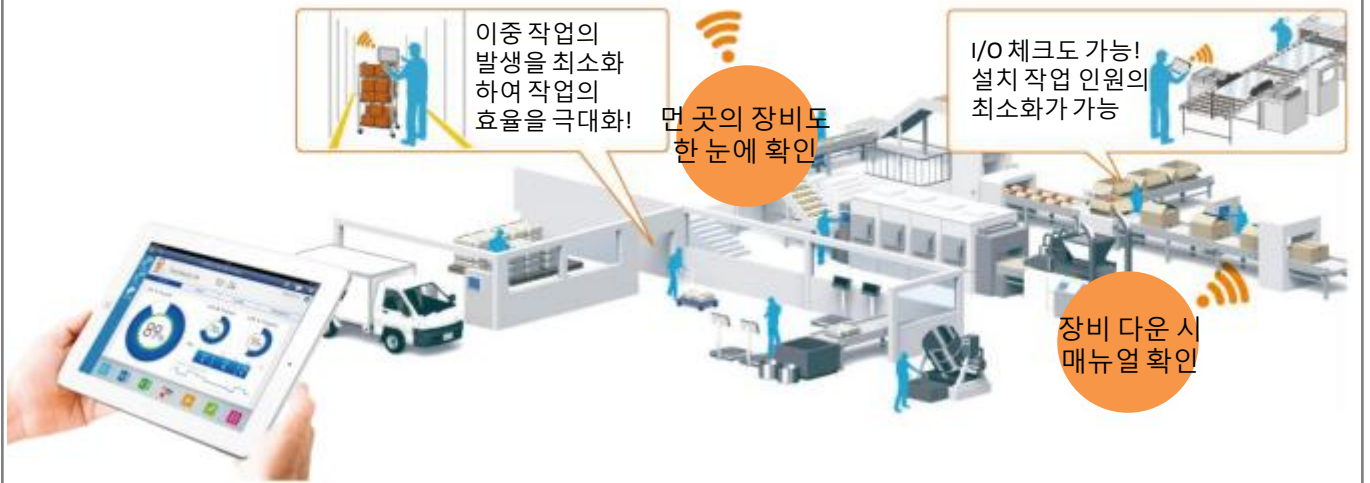 이중 작업의
발생을 최소화
하여 작업의
효율을 극대화!
먼 곳의 장비도
한 눈에 확인
I/O 체크도 가능!
설치 작업 인원의
최소화가 가능
장비 다운 시
매뉴얼 확인
89%